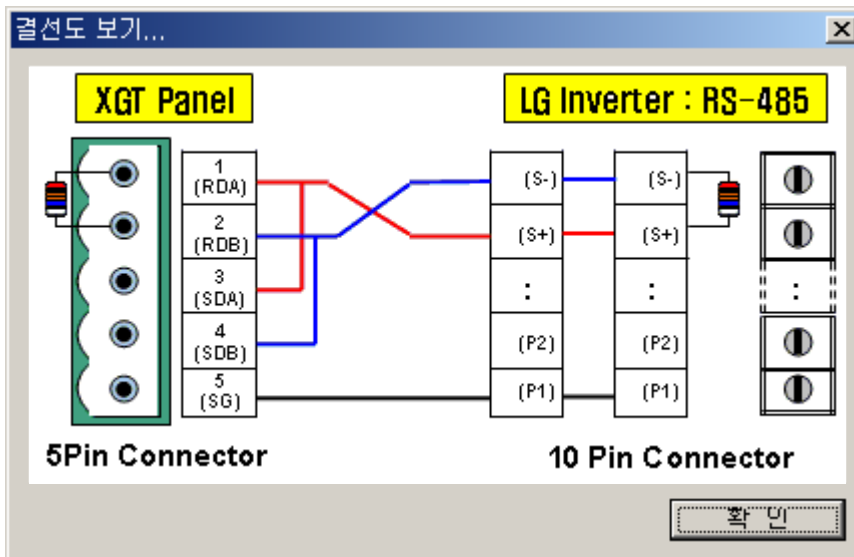 결선도 보기...
XGT Panel
LG Inverter : RS-485
1
(RDA)
2
(RDB)
3
(SDA)
4
(SDB)
5
(SG)
(S-)
(S+)
:
(P2)
(P1)
(S-)
(S+)
:
(P2)
(P1)
:
5Pin Connector
10 Pin Connector
확 인